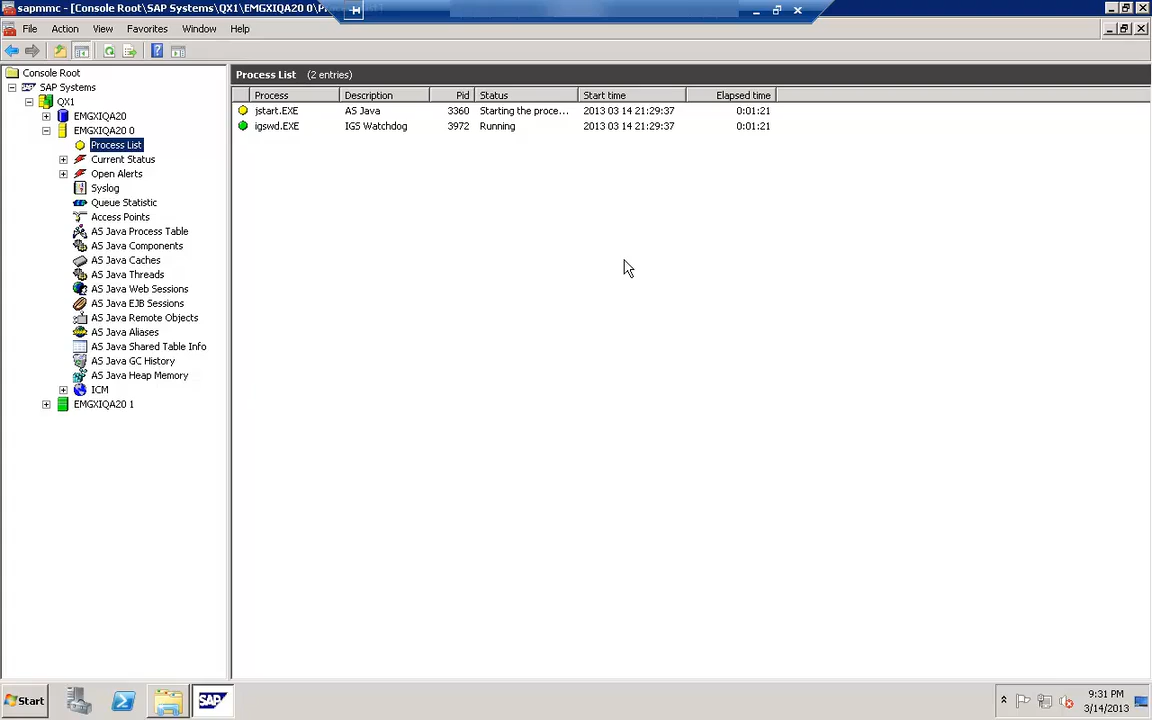 sapmmc - [Console Root\SAP Systems\QX1\EMGXIQA20 0\Pr
File Action View Favorites Window Help
Console Root
SAP Systems
QX1
EMGXIQA20
EMGXIQA20 0
Process List
Current Status
Open Alerts
Syslog
Queue Statistic
Access Points
AS Java Process Table
AS Java Components
AS Java Caches
AS Java Threads
AS Java Web Sessions
AS Java EJB Sessions
AS Java Remote Objects
AS Java Aliases
AS Java Shared Table Info
AS Java GC History
AS Java Heap Memory
ICM
EMGXIQA20 1
Process List (2 entries)
Process Description Pid Status Start time Elapsed time
jstart.EXE AS Java 3360 Starting the proce... 2013 03 14 21:29:37 0:01:21
igswd.EXE IGS Watchdog 3972 Running 2013 03 14 21:29:37 0:01:21
Start
SAP
9:31 PM
3/14/2013